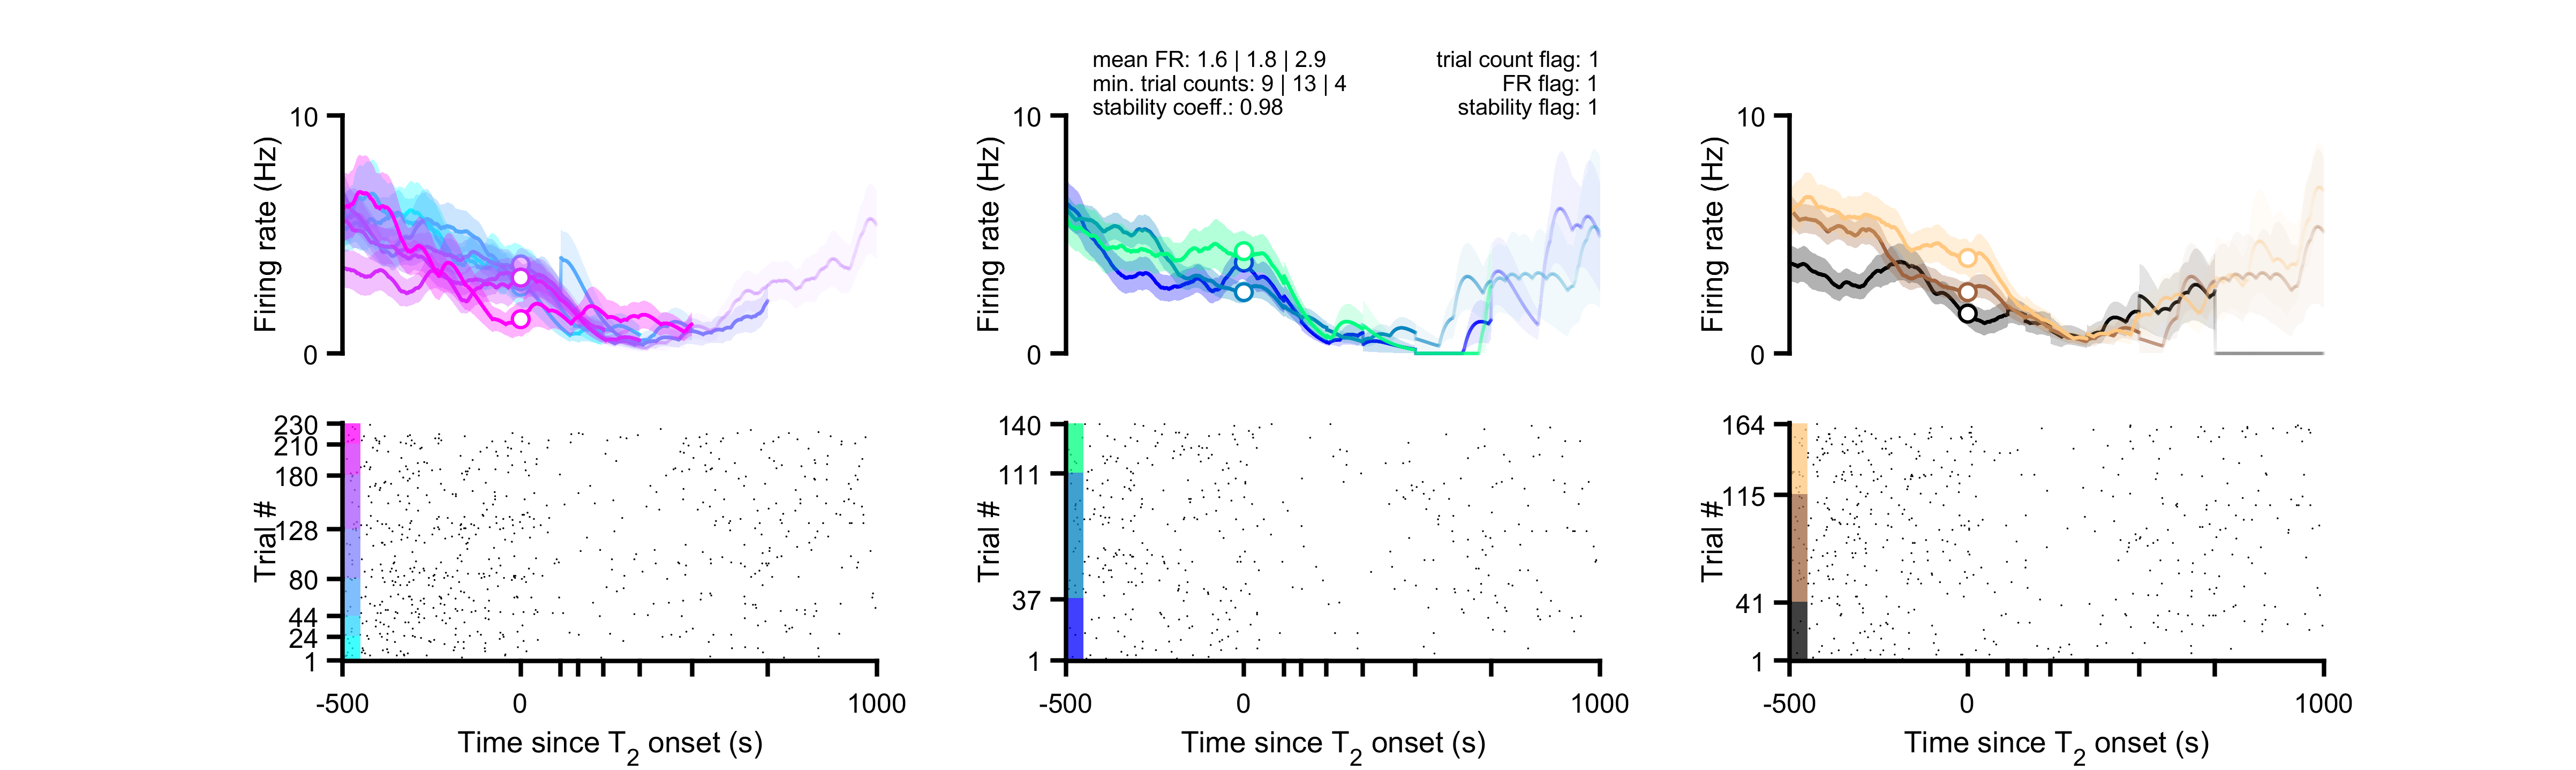 mean FR: 1.6 | 1.8 | 2.9
min. trial counts: 9 | 13 | 4
stability coeff.: 0.98
trial count flag: 1
FR flag: 1
stability flag: 1
10
Firing rate (Hz)
0
10
Firing rate (Hz)
0
10
Firing rate (Hz)
0
230
210
180
128
80
44
24
1
Trial #
-500
0
1000
Time since T2 onset (s)
140
111
37
1
Trial #
-500
0
1000
Time since T2 onset (s)
164
115
41
1
Trial #
-500
0
1000
Time since T2 onset (s)